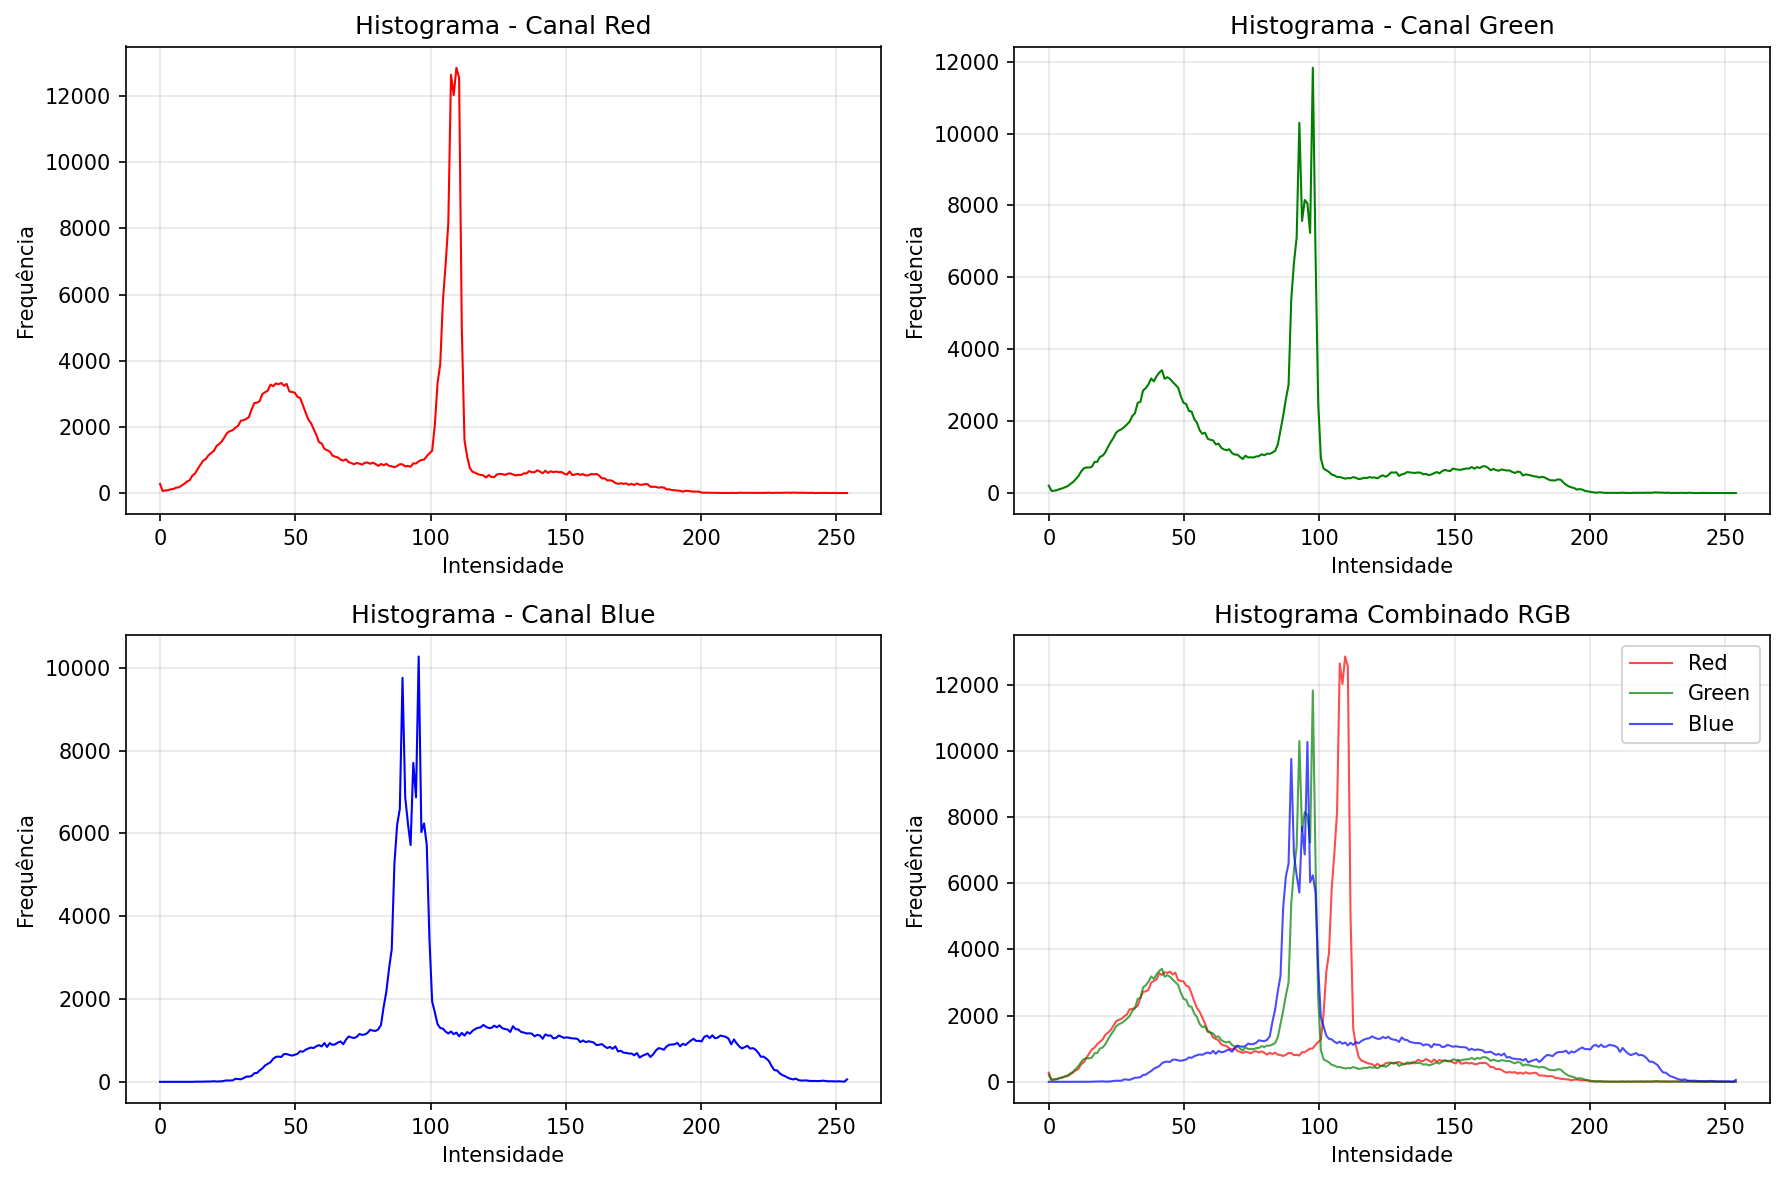 Histograma - Canal Red
12000
10000
8000
6000
4000
2000
0
Frequência
0 50 100 150 200 250
Intensidade
Histograma - Canal Green
12000
10000
8000
6000
4000
2000
0
Frequência
0 50 100 150 200 250
Intensidade
Histograma - Canal Blue
10000
8000
6000
4000
2000
0
Frequência
0 50 100 150 200 250
Intensidade
Histograma Combinado RGB
Red
Green
Blue
12000
10000
8000
6000
4000
2000
0
Frequência
0 50 100 150 200 250
Intensidade